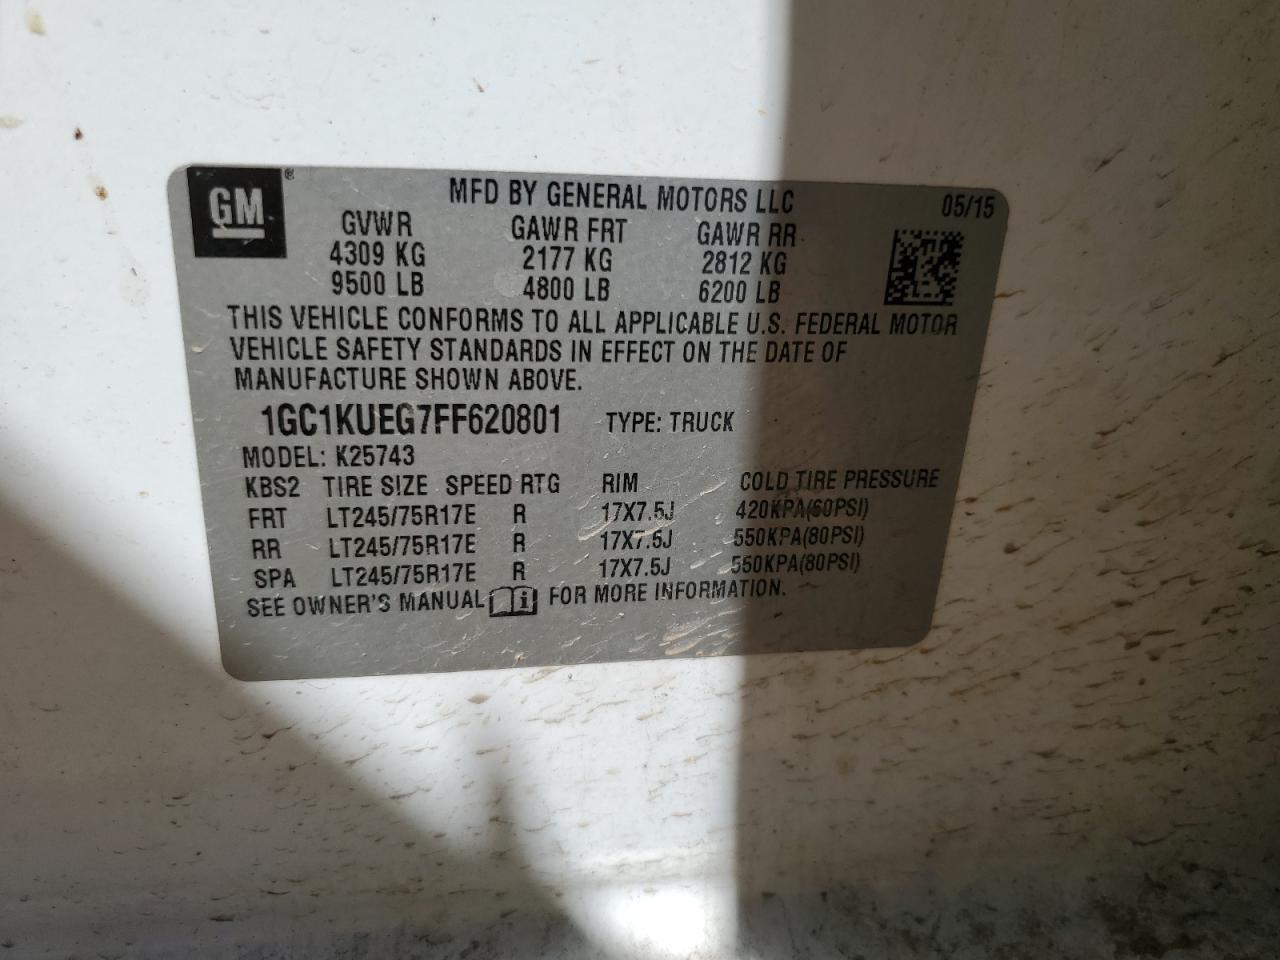 GM ® MFD BY GENERAL MOTORS LLC 05/15
GVWR GAWR FRT GAWR RR
4309 KG 2177 KG 2812 KG
9500 LB 4800 LB 6200 LB
THIS VEHICLE CONFORMS TO ALL APPLICABLE U.S. FEDERAL MOTOR
VEHICLE SAFETY STANDARDS IN EFFECT ON THE DATE OF
MANUFACTURE SHOWN ABOVE.
1GC1KUEG7FF620801 TYPE: TRUCK
MODEL: K25743
KBS2 TIRE SIZE SPEED RTG RIM COLD TIRE PRESSURE
FRT LT245/75R17E R 17X7.5J 420KPA(60PSI)
RR LT245/75R17E R 17X7.5J 550KPA(80PSI)
SPA LT245/75R17E R 17X7.5J 550KPA(80PSI)
SEE OWNER'S MANUAL i FOR MORE INFORMATION.